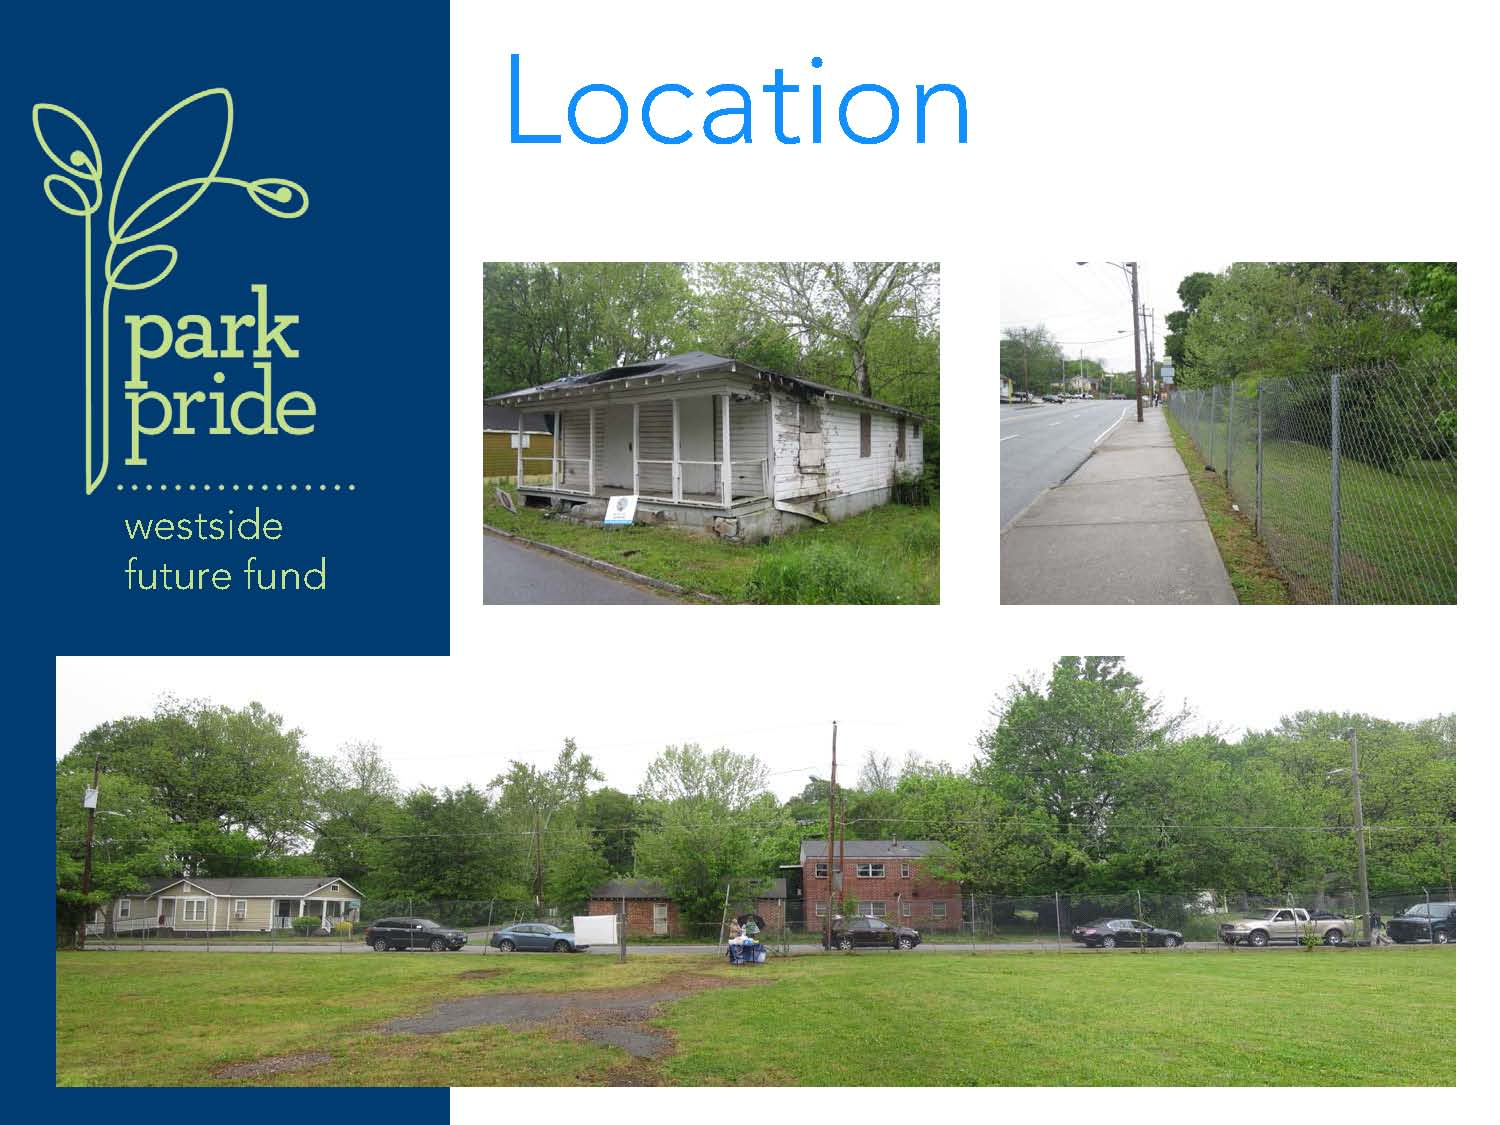 Location
park
pride
westside
future fund